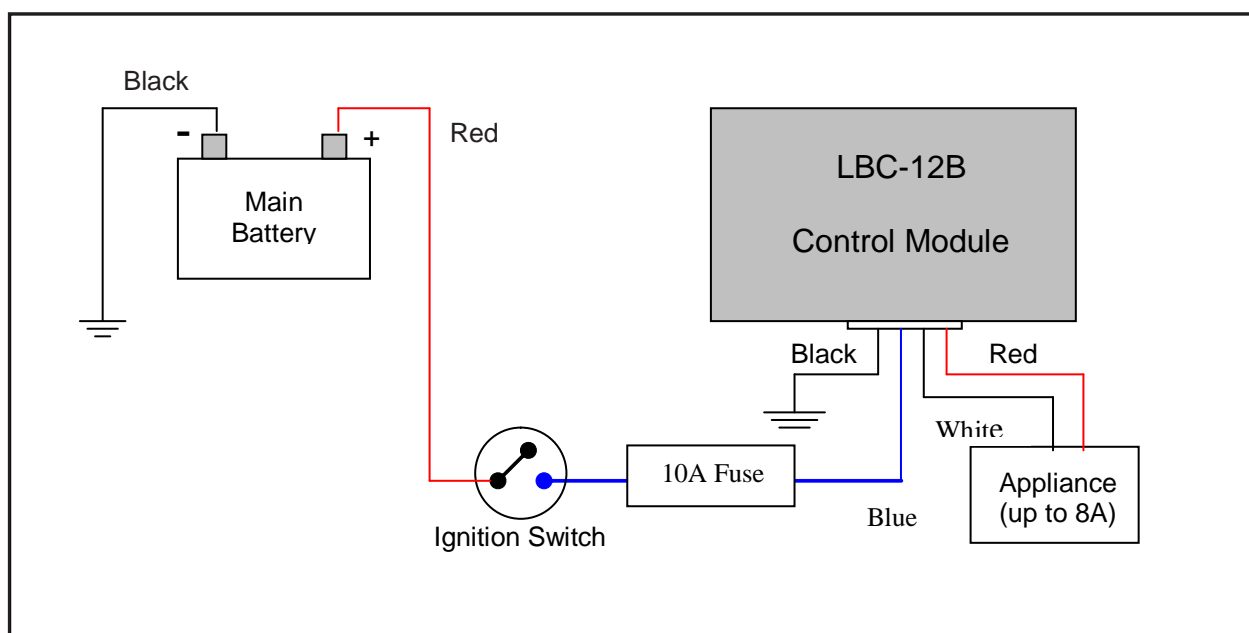 Black
-
+
Red
Main
Battery
LBC-12B
Control Module
Black
Red
White
10A Fuse
Blue
Appliance
(up to 8A)
Ignition Switch